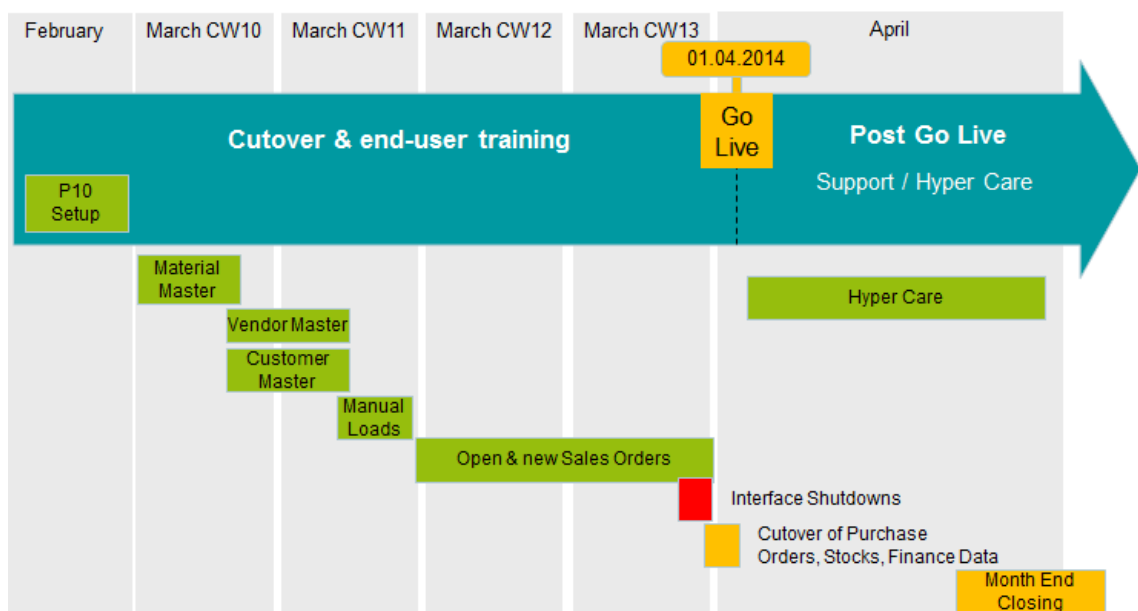 February
March CW10
March CW11
March CW12
March CW13
April
01.04.2014
Cutover & end-user training
Go
Live
Post Go Live
Support / Hyper Care
P10
Setup
Material
Master
Hyper Care
Vendor Master
Customer
Master
Manual
Loads
Open & new Sales Orders
Interface Shutdowns
Cutover of Purchase
Orders, Stocks, Finance Data
Month End
Closing